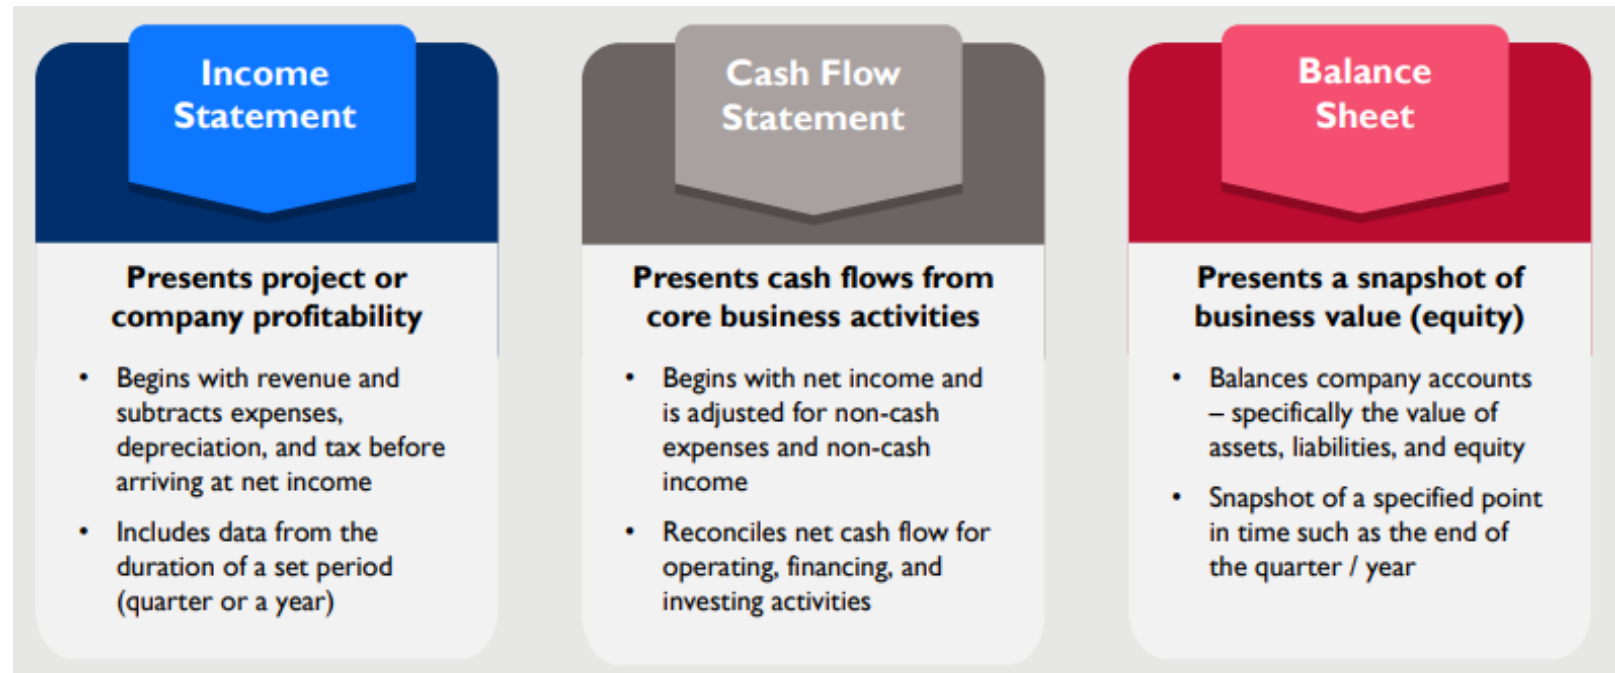 Income
Statement
Presents project or
company profitability
• Begins with revenue and
subtracts expenses,
depreciation, and tax before
arriving at net income
• Includes data from the
duration of a set period
(quarter or a year)
Cash Flow
Statement
Presents cash flows from
core business activities
• Begins with net income and
is adjusted for non-cash
expenses and non-cash
income
• Reconciles net cash flow for
operating, financing, and
investing activities
Balance
Sheet
Presents a snapshot of
business value (equity)
• Balances company accounts
– specifically the value of
assets, liabilities, and equity
• Snapshot of a specified point
in time such as the end of
the quarter / year